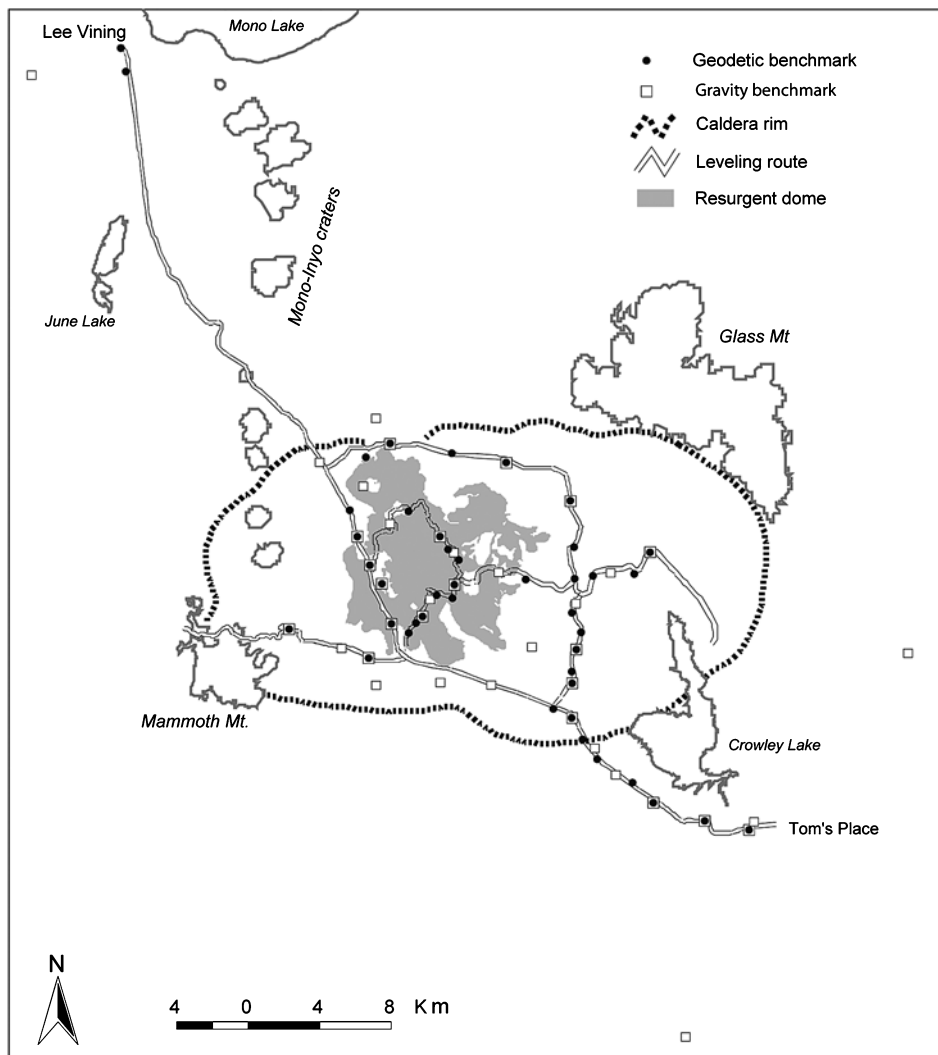 Lee Vining
Mono Lake
Geodetic benchmark
Gravity benchmark
Caldera rim
Leveling route
Resurgent dome
Mono-Inyo craters
June Lake
Glass Mt
Mammoth Mt.
Crowley Lake
Tom's Place
N
4 0 4 8 Km